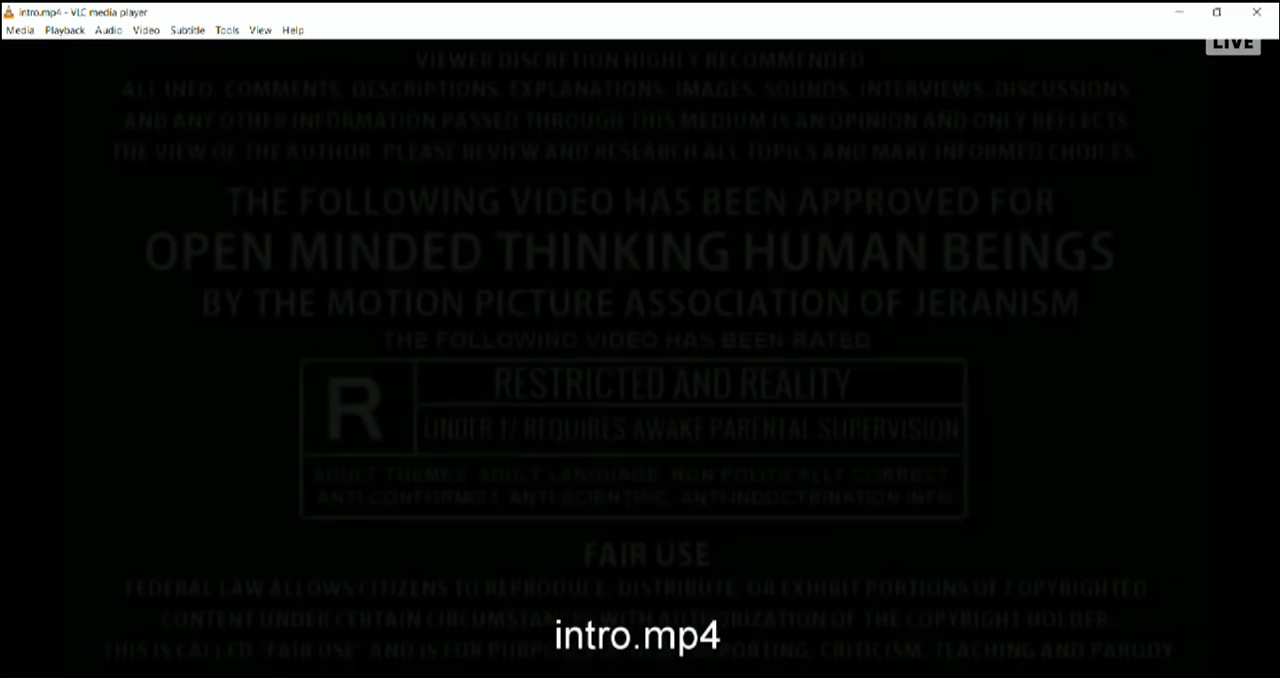 intro.mp4 - VLC media player
Media Playback Audio Video Subtitle Tools View Help
LIVE
VIEWER DISCRETION HIGHLY RECOMMENDED
ALL INFO, COMMENTS, DESCRIPTIONS, EXPLANATIONS, IMAGES, SOUNDS, INTERVIEWS, DISCUSSIONS
AND ANY OTHER INFORMATION PASSED THROUGH THIS MEDIUM IS AN OPINION AND ONLY REFLECTS
THE VIEW OF THE AUTHOR. PLEASE REVIEW AND RESEARCH ALL TOPICS AND MAKE INFORMED CHOICES.
THE FOLLOWING VIDEO HAS BEEN APPROVED FOR
OPEN MINDED THINKING HUMAN BEINGS
BY THE MOTION PICTURE ASSOCIATION OF JERANISM
THE FOLLOWING VIDEO HAS BEEN RATED
R
RESTRICTED AND REALITY
UNDER 17 REQUIRES AWAKE PARENTAL SUPERVISION
ADULT THEMES, ADULT LANGUAGE, NON POLITICALLY CORRECT
ANTI CONFORMIST, ANTI SCIENTIFIC, ANTI-INDOCTRINATION INFO
FAIR USE
FEDERAL LAW ALLOWS CITIZENS TO REPRODUCE, DISTRIBUTE, OR EXHIBIT PORTIONS OF COPYRIGHTED
CONTENT UNDER CERTAIN WITH AUTHORIZATION OF THE COPYRIGHT HOLDER
THIS IS CALLED "FAIR USE" AND IS FOR CRITICISM, TEACHING AND PARODY
intro.mp4